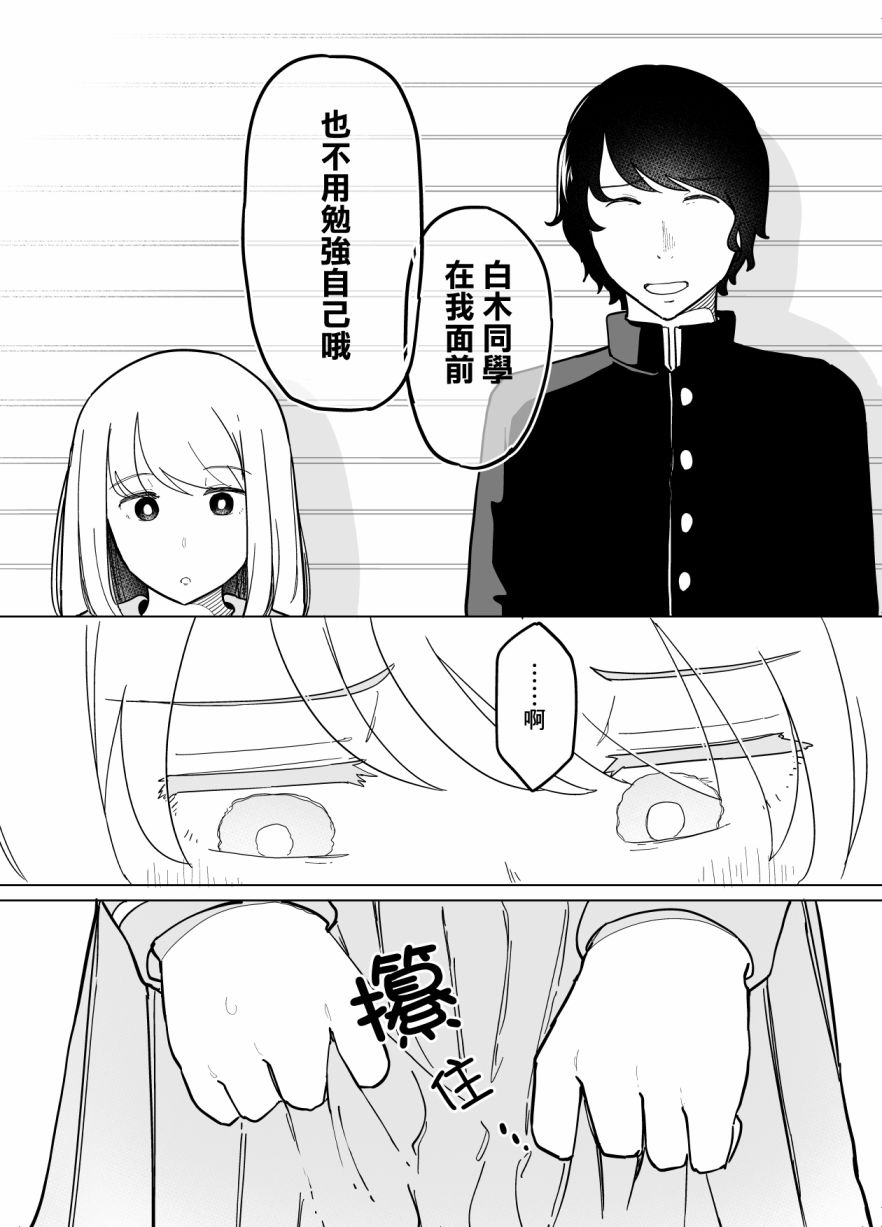 白木同學
在我面前
也不用勉強自己哦
……啊
攥住…